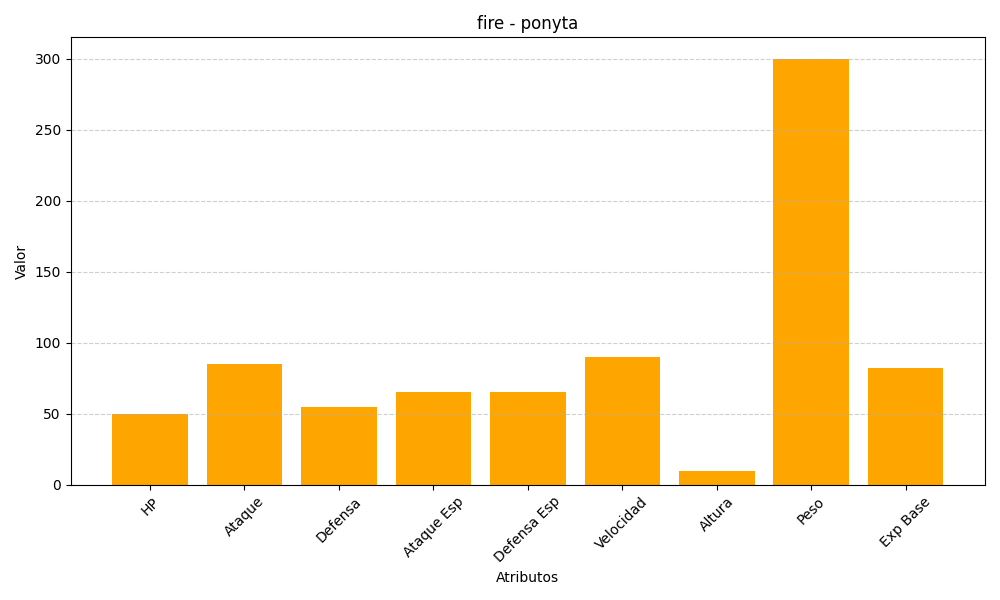 fire - ponyta
Valor
300
250
200
150
100
50
0
HP
Ataque
Defensa
Ataque Esp
Defensa Esp
Velocidad
Altura
Peso
Exp Base
Atributos